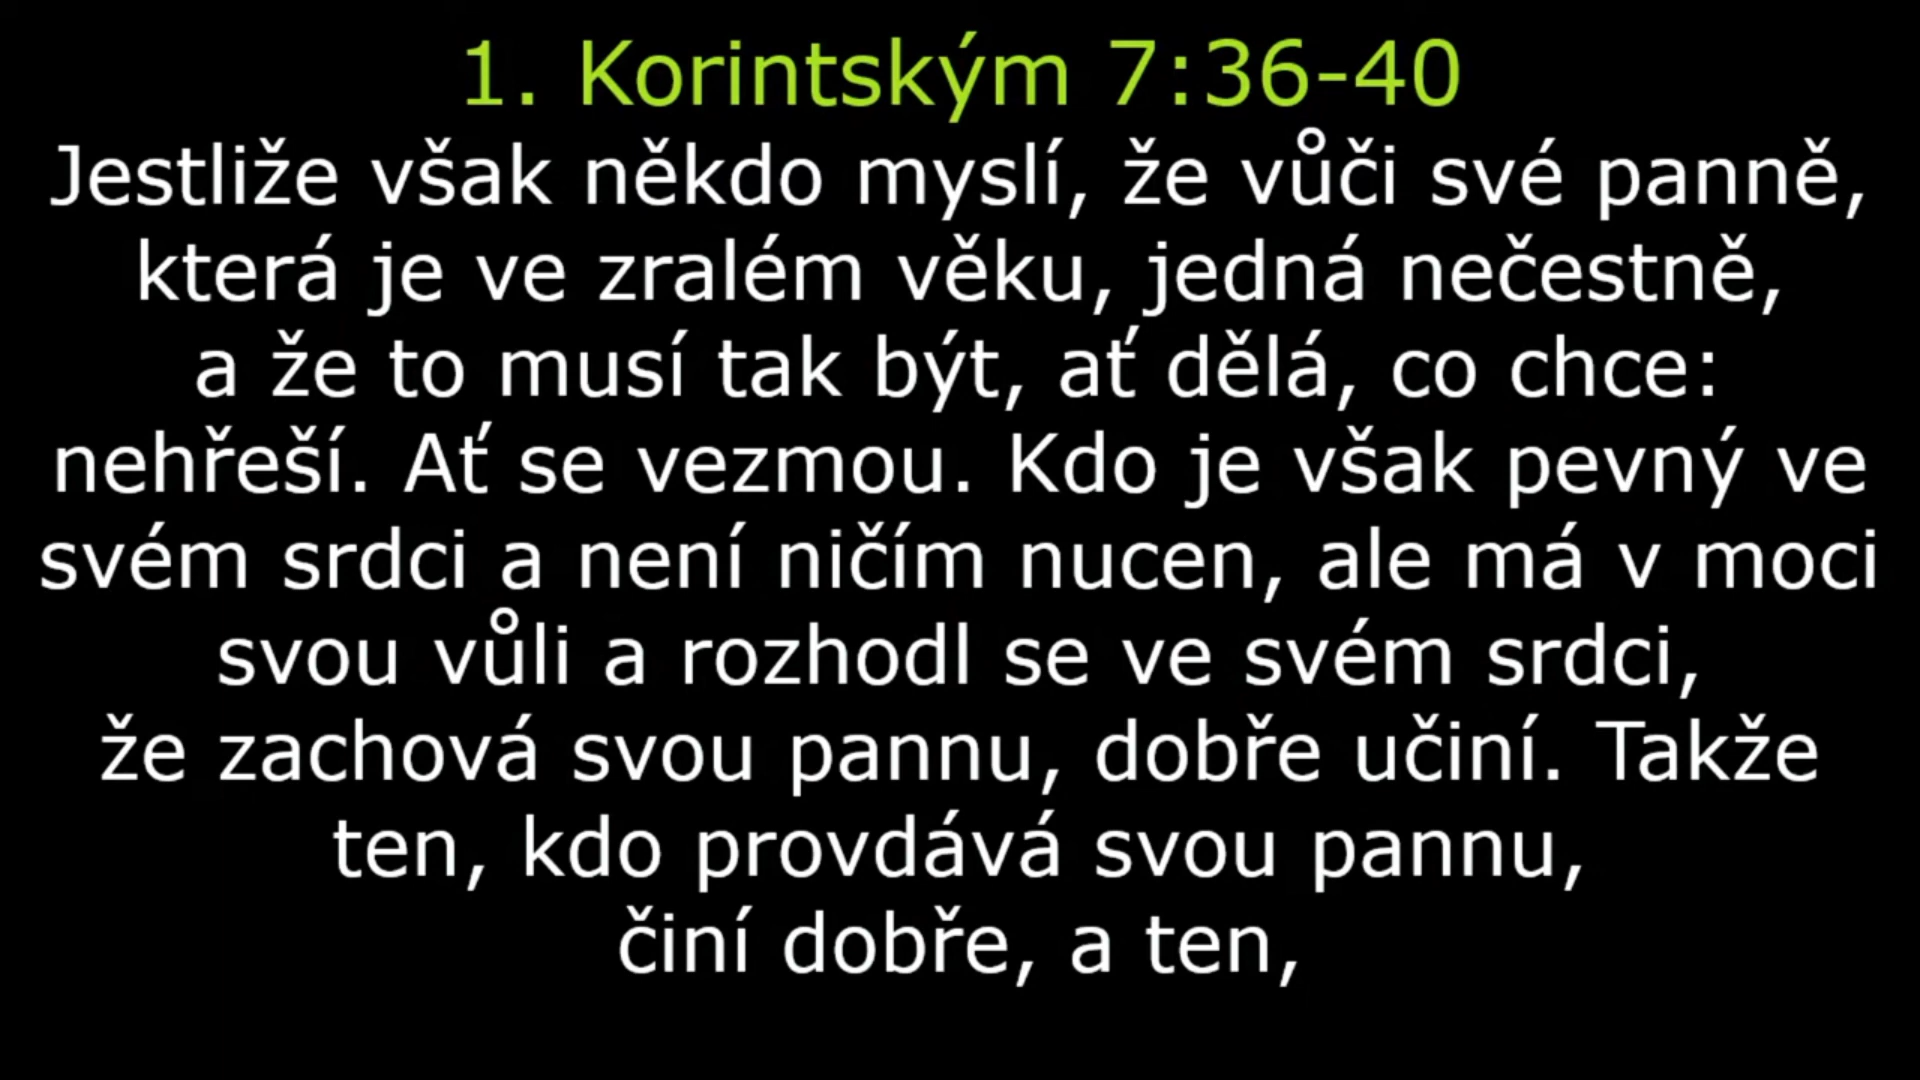 1. Korintským 7:36-40
Jestliže však někdo myslí, že vůči své panně,
která je ve zralém věku, jedná nečestně,
a že to musí tak být, ať dělá, co chce:
nehřeší. Ať se vezmou. Kdo je však pevný ve
svém srdci a není ničím nucen, ale má v moci
svou vůli a rozhodl se ve svém srdci,
že zachová svou pannu, dobře učiní. Takže
ten, kdo provdává svou pannu,
činí dobře, a ten,